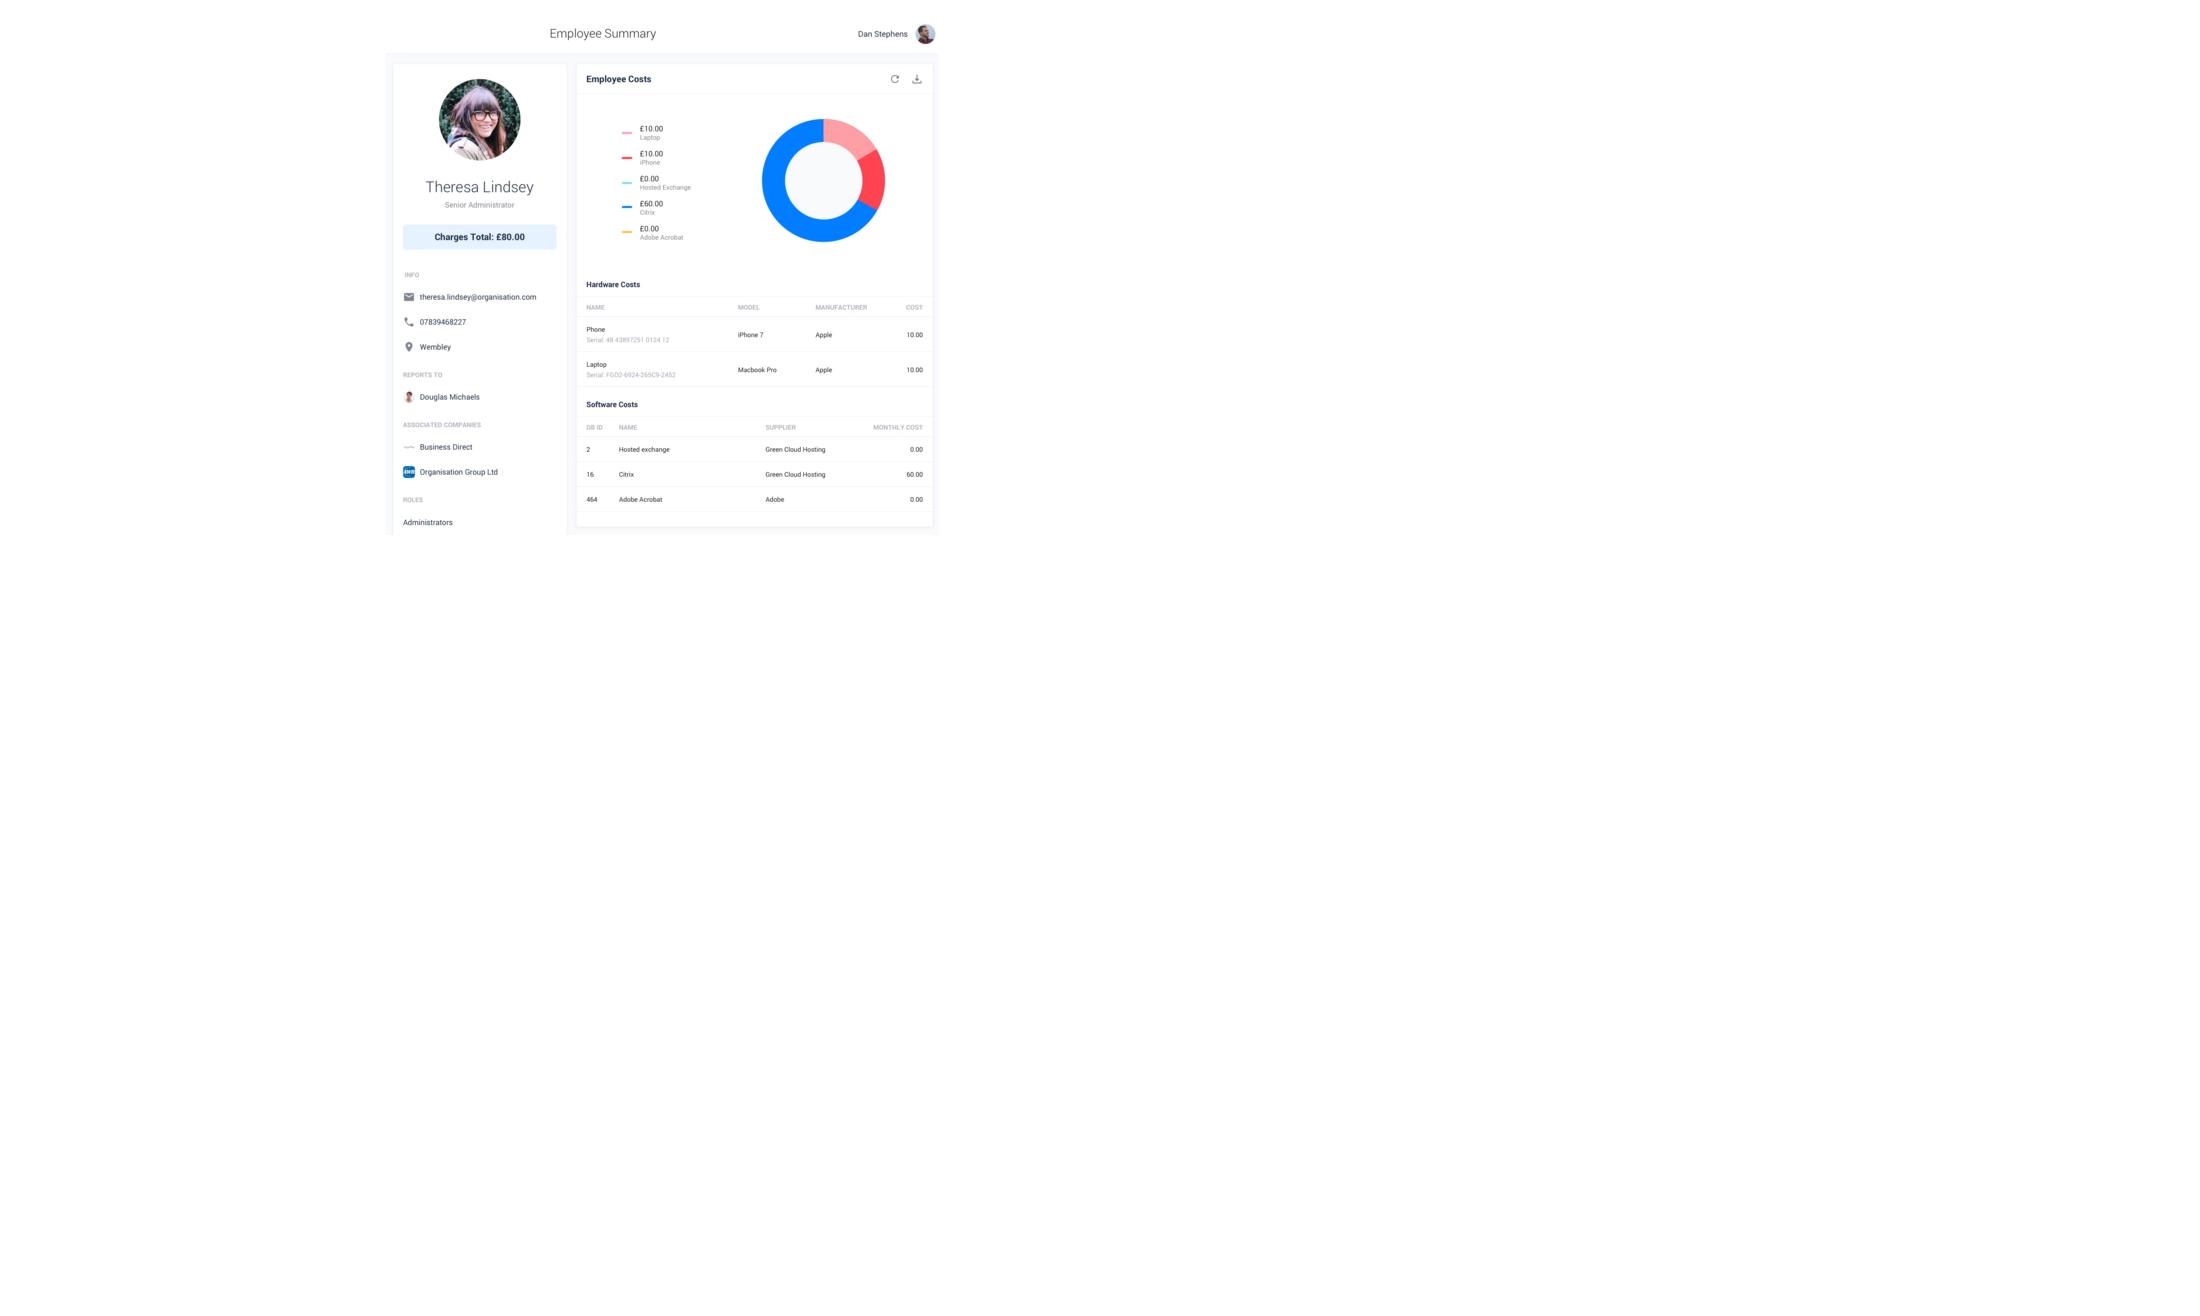 Employee Summary
Dan Stephens
Theresa Lindsey
Senior Administrator
Charges Total: £80.00
INFO
theresa.lindsey@organisation.com
07839468227
Wembley
REPORTS TO
Douglas Michaels
ASSOCIATED COMPANIES
Business Direct
Organisation Group Ltd
ROLES
Administrators
Employee Costs
£10.00
Laptop
£10.00
iPhone
£0.00
Hosted Exchange
£60.00
Citrix
£0.00
Adobe Acrobat
Hardware Costs
NAME MODEL MANUFACTURER COST
Phone
Serial: 48 43897251 0124 12
iPhone 7 Apple 10.00
Laptop
Serial: FGD2-6924-265C9-2452
Macbook Pro Apple 10.00
Software Costs
DB ID NAME SUPPLIER MONTHLY COST
2 Hosted exchange Green Cloud Hosting 0.00
16 Citrix Green Cloud Hosting 60.00
464 Adobe Acrobat Adobe 0.00